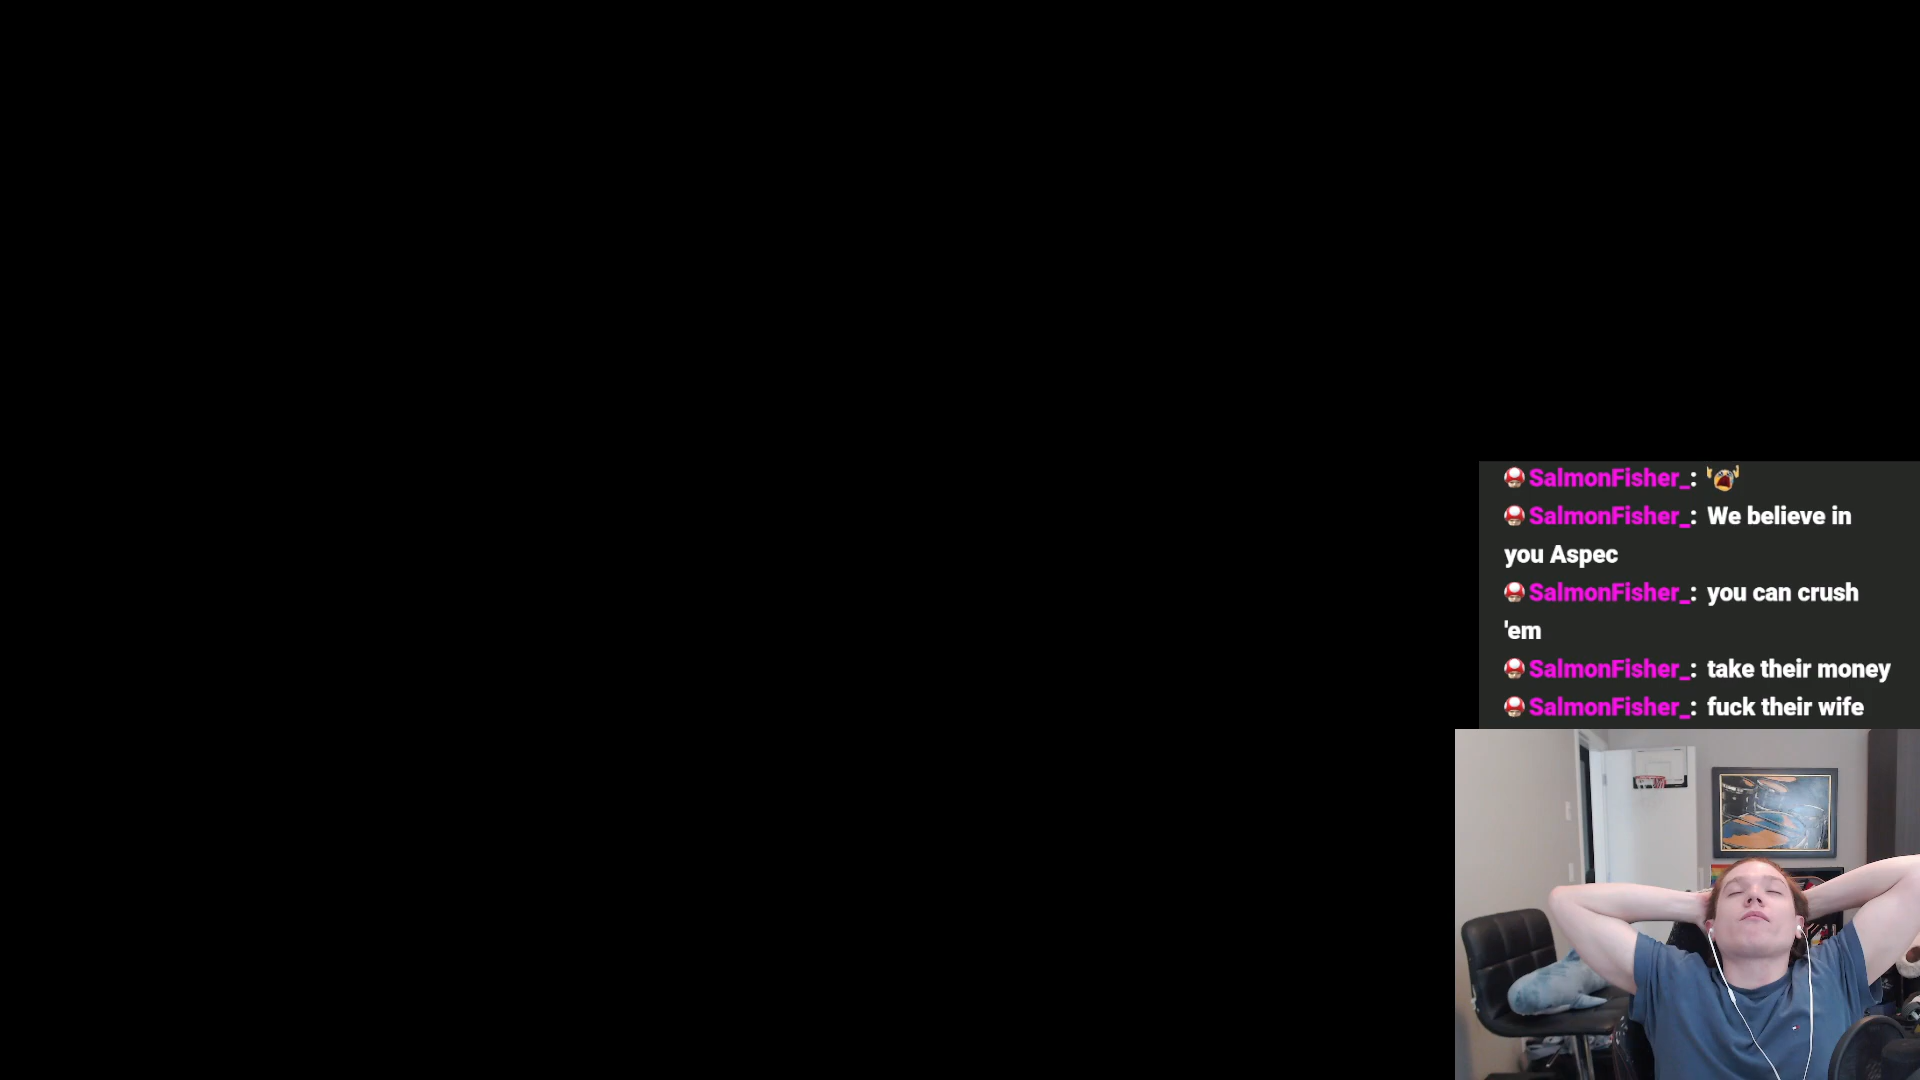 SalmonFisher_:
SalmonFisher_: We believe in
you Aspec
SalmonFisher_: you can crush
'em
SalmonFisher_: take their money
SalmonFisher_: fuck their wife